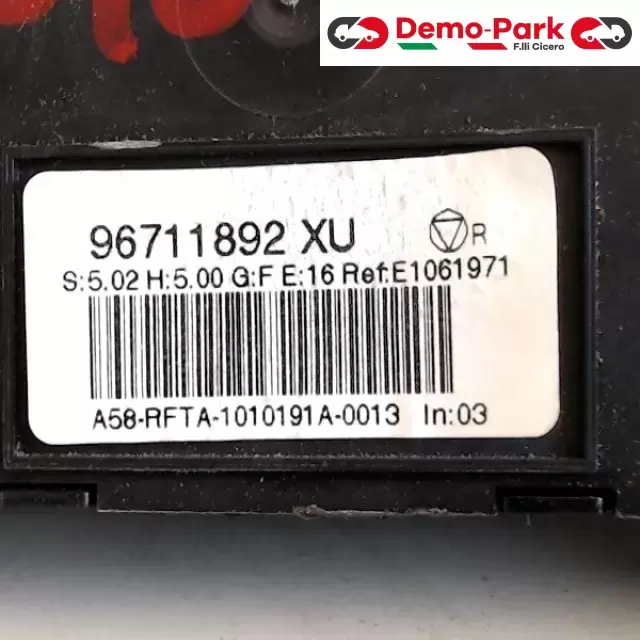 Demo-Park
F.lli Cicero
96711892 XU
R
S:5.02 H:5.00 G:F E:16 Ref:E1061971
A58-RFTA-1010191A-0013 In:03